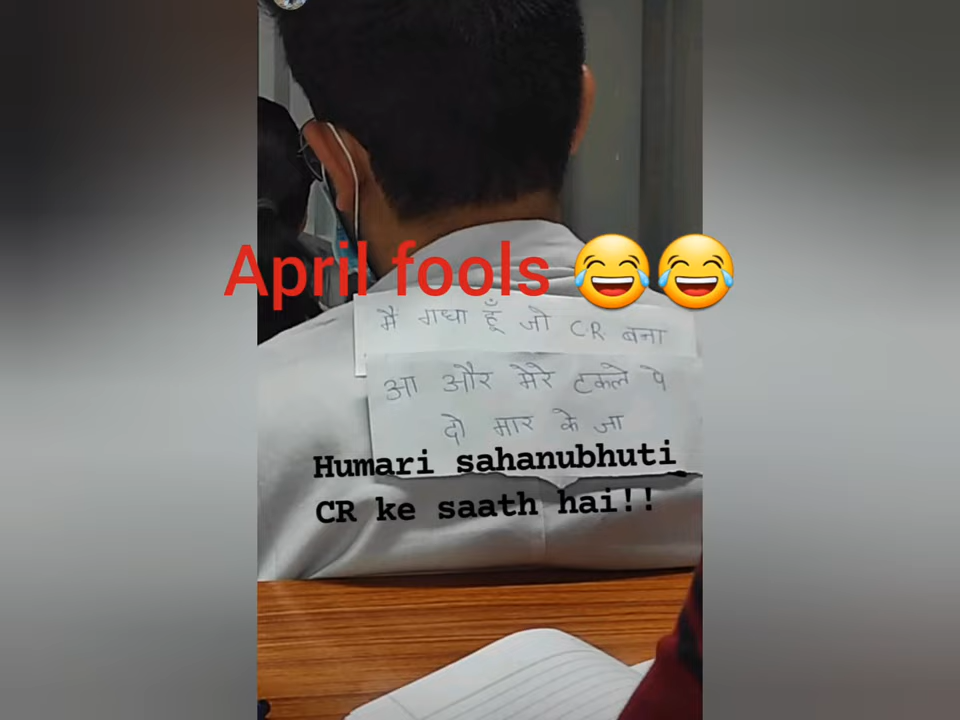 April fools 😂😂
मैं गधा हूँ जो CR बना
आ और मेरे टकले पे
दो मार के जा
Humari sahanubhuti
CR ke saath hai!!